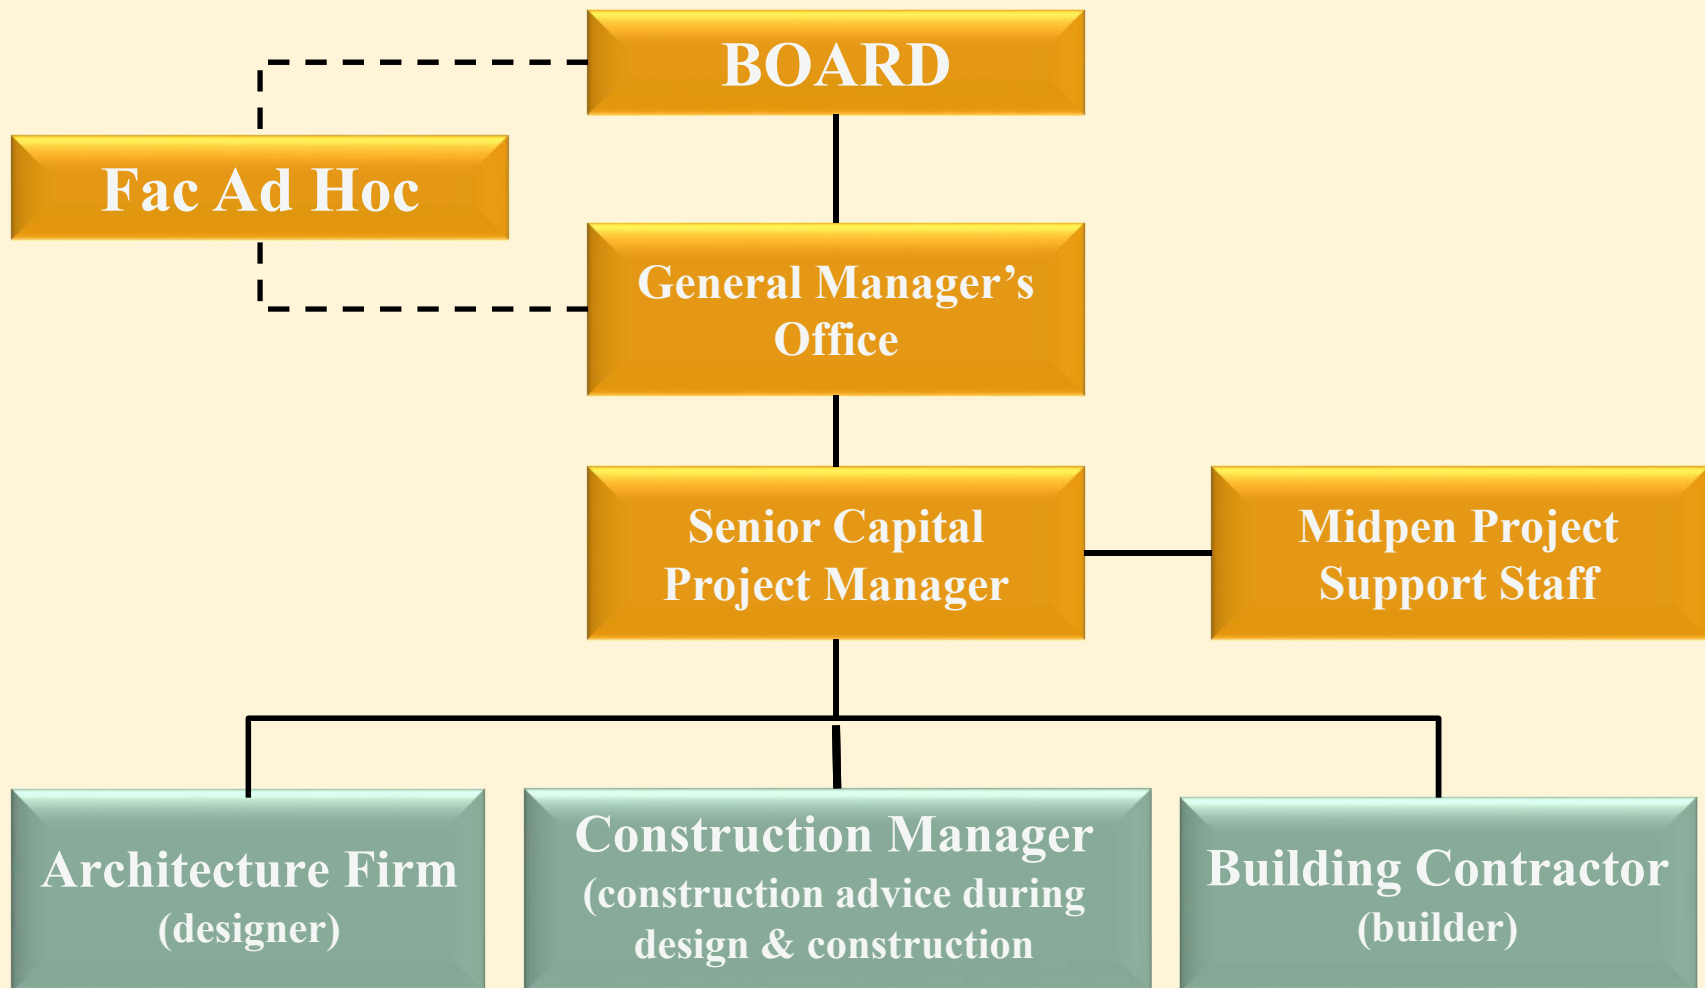 BOARD
Fac Ad Hoc
General Manager’s
Office
Senior Capital
Project Manager
Midpen Project
Support Staff
Architecture Firm
(designer)
Construction Manager
(construction advice during
design & construction
Building Contractor
(builder)